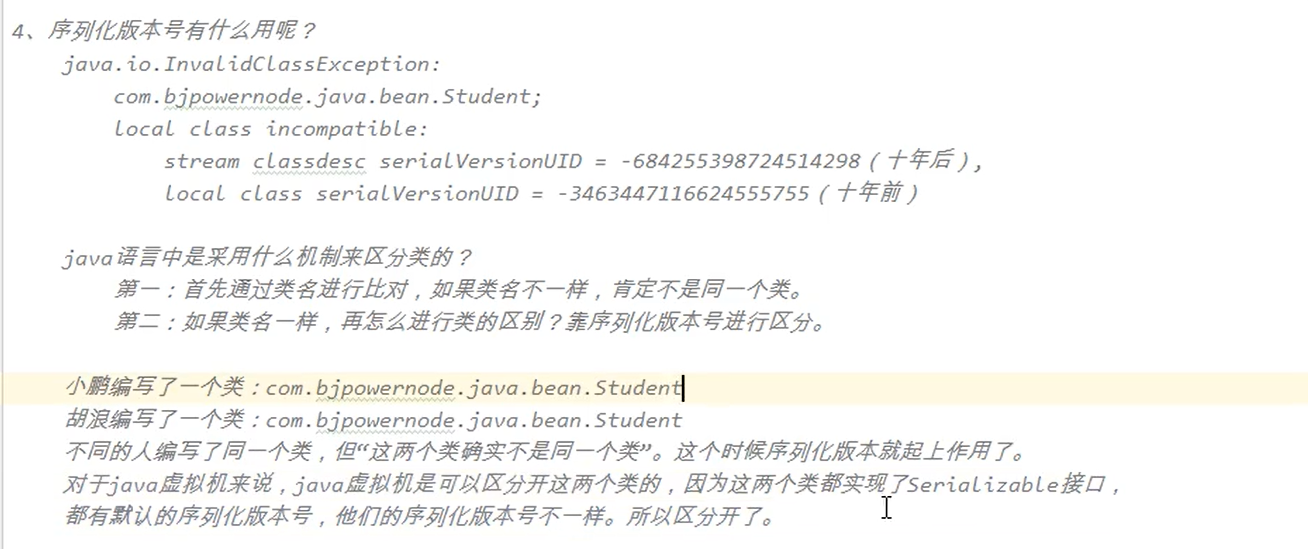 4、序列化版本号有什么用呢？
java.io.InvalidClassException:
com.bjpowernode.java.bean.Student;
local class incompatible:
stream classdesc serialVersionUID = -684255398724514298（十年后）,
local class serialVersionUID = -3463447116624555755（十年前）
java语言中是采用什么机制来区分类的？
第一：首先通过类名进行比对，如果类名不一样，肯定不是同一个类。
第二：如果类名一样，再怎么进行类的区别？靠序列化版本号进行区分。
小鹏编写了一个类：com.bjpowernode.java.bean.Student
胡浪编写了一个类：com.bjpowernode.java.bean.Student
不同的人编写了同一个类，但“这两个类确实不是同一个类”。这个时候序列化版本就起上作用了。
对于java虚拟机来说，java虚拟机是可以区分开这两个类的，因为这两个类都实现了Serializable接口，
都有默认的序列化版本号，他们的序列化版本号不一样。所以区分开了。